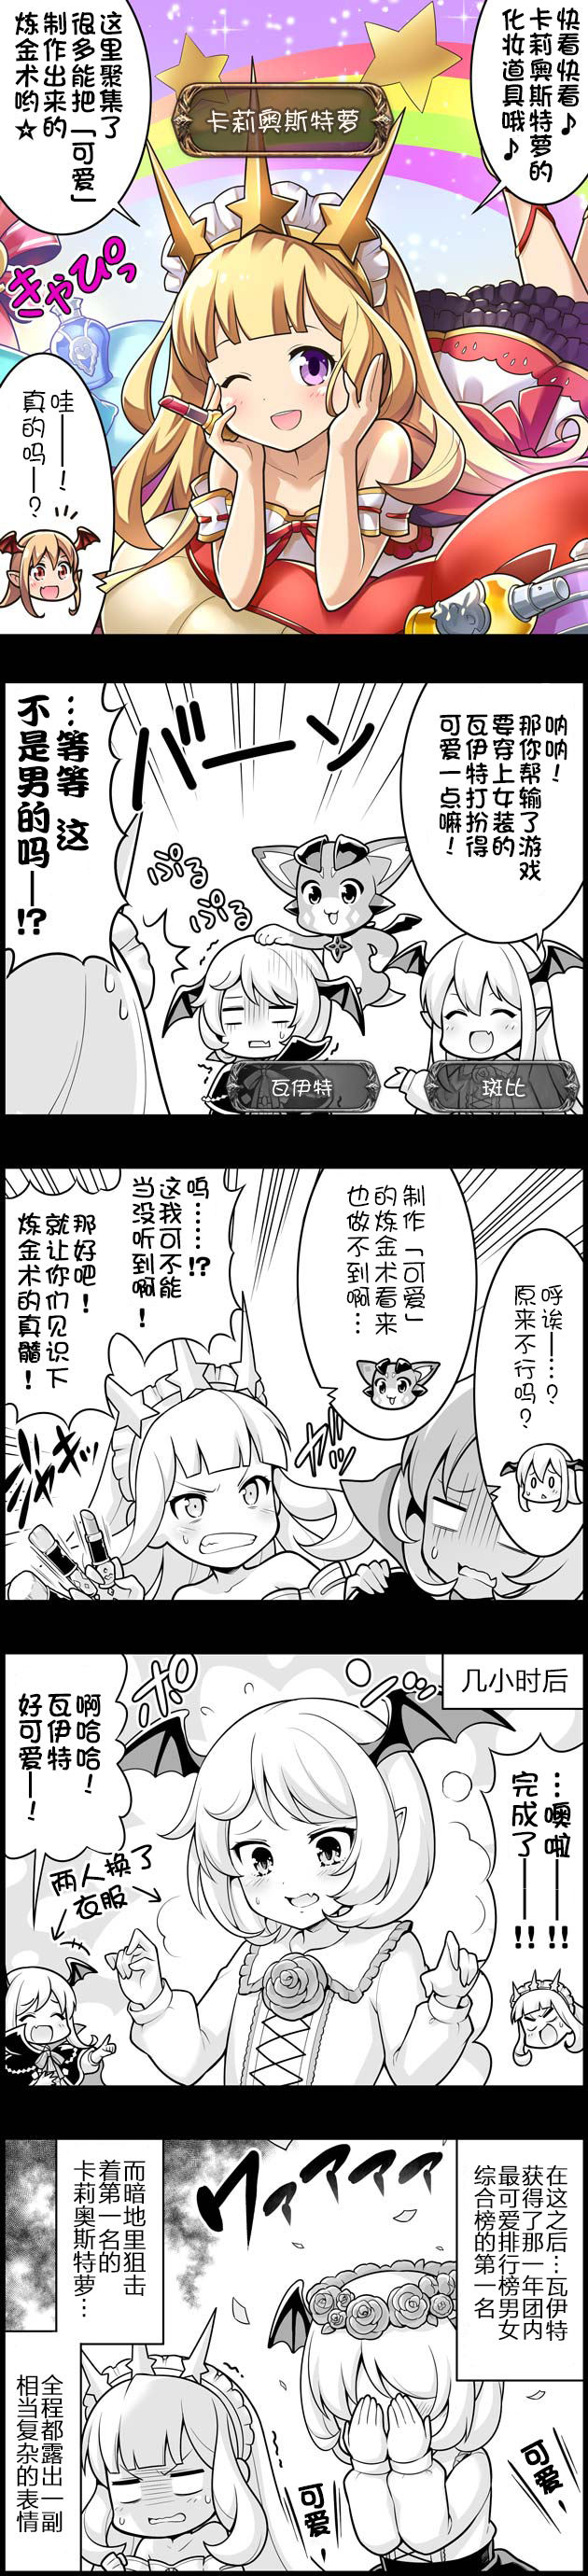 快看快看♪
卡莉奥斯特萝的
化妆道具哦♪
这里聚集了
很多能把「可爱」
制作出来的
炼金术哟☆
卡莉奥斯特萝
きゃぴっ
哇——！
真的吗—？
呐呐！
那你帮输了游戏
要穿上女装的
瓦伊特打扮得
可爱一点嘛！
バーン
…等等 这
不是男的吗—!?
ぷる
ぷる
瓦伊特
斑比
呼诶—…？
原来不行吗？
制作「可爱」
的炼金术看来
也做不到啊…
呜……!?
这我可不能
当没听到啊！
那好吧！
就让你们见识下
炼金术的真髓！
ガッ
ジャキッ
几小时后
…噢啦——
完成了——!!!!
啊哈哈！
瓦伊特
好可爱—！
两人换了
衣服
在这之后…瓦伊特
获得了那一年团内
最可爱排行榜男女
综合榜的第一名
ワァァァァ
而暗地里狙击
着第一名的
卡莉奥斯特萝…
可爱，
可爱
全程都露出一副
相当复杂的表情